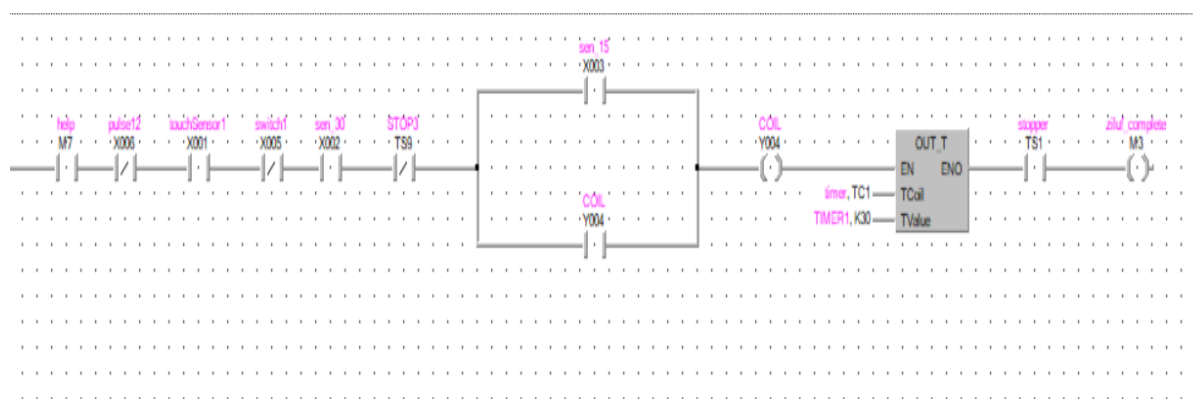 sen_15
X003
help pulse12 touchSensor1 switch1 sen_30 STOP3
M7 X006 X001 X005 X002 TS9
COIL
Y004
OUT_T
EN ENO
timer, TC1 TCoil
TIMER1, K30 TValue
stopper
TS1
ziluf_complete
M3
COIL
Y004